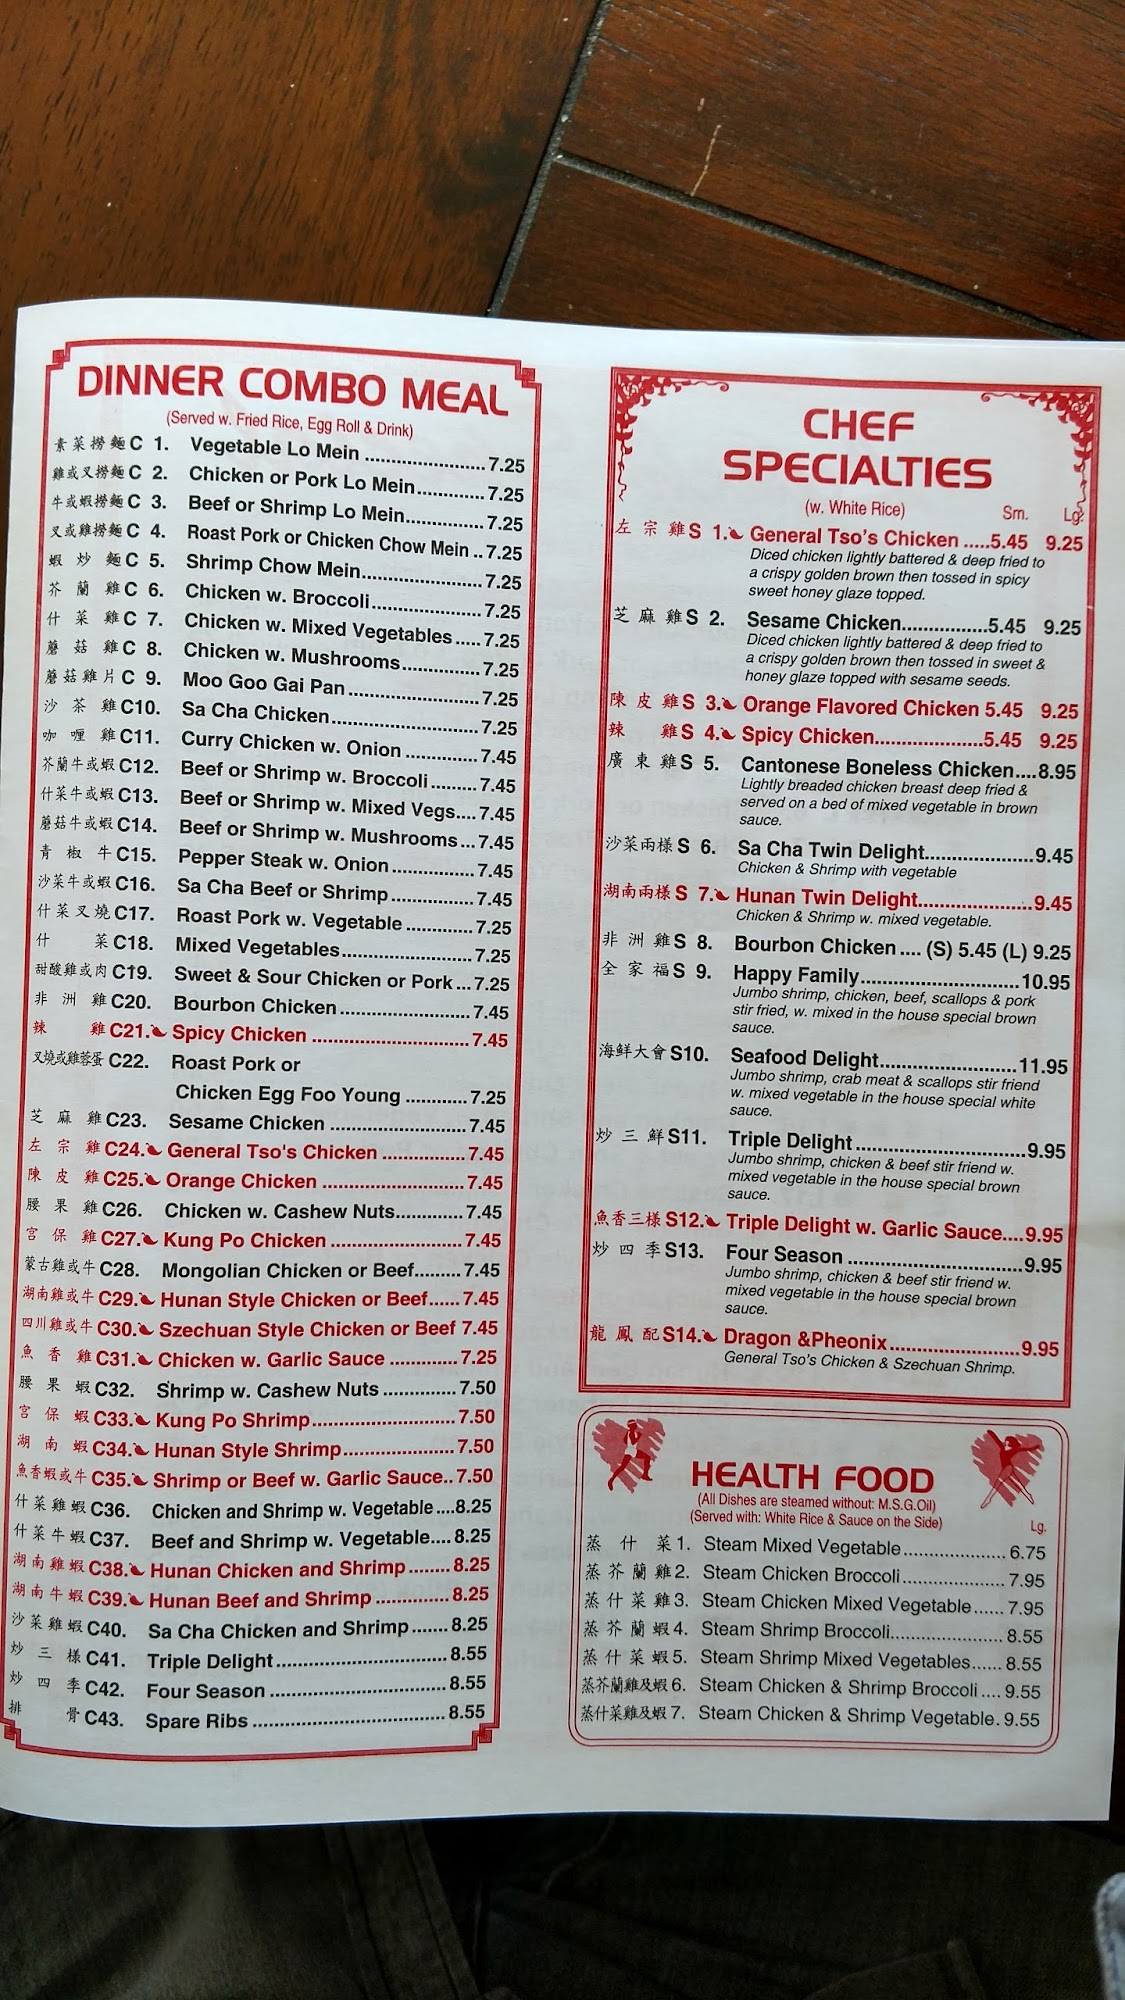 DINNER COMBO MEAL
(Served w. Fried Rice, Egg Roll & Drink)
素菜撈麵 C 1. Vegetable Lo Mein ........................ 7.25
雞或叉撈麵 C 2. Chicken or Pork Lo Mein............. 7.25
牛或蝦撈麵 C 3. Beef or Shrimp Lo Mein............... 7.25
叉或雞撈麵 C 4. Roast Pork or Chicken Chow Mein .. 7.25
蝦炒麵 C 5. Shrimp Chow Mein........................ 7.25
芥蘭雞 C 6. Chicken w. Broccoli...................... 7.25
什菜雞 C 7. Chicken w. Mixed Vegetables ..... 7.25
蘑菇雞 C 8. Chicken w. Mushrooms................ 7.25
蘑菇雞片 C 9. Moo Goo Gai Pan .......................... 7.25
沙茶雞 C10. Sa Cha Chicken............................. 7.25
咖喱雞 C11. Curry Chicken w. Onion ............... 7.45
芥蘭牛或蝦 C12. Beef or Shrimp w. Broccoli.......... 7.45
什菜牛或蝦 C13. Beef or Shrimp w. Mixed Vegs.... 7.45
蘑菇牛或蝦 C14. Beef or Shrimp w. Mushrooms... 7.45
青椒牛 C15. Pepper Steak w. Onion ................ 7.45
沙菜牛或蝦 C16. Sa Cha Beef or Shrimp ................. 7.45
什菜叉燒 C17. Roast Pork w. Vegetable .............. 7.25
什菜 C18. Mixed Vegetables.......................... 7.25
甜酸雞或肉 C19. Sweet & Sour Chicken or Pork ... 7.25
非洲雞 C20. Bourbon Chicken .......................... 7.45
辣雞 C21. Spicy Chicken ............................... 7.45
叉燒或雞蓉蛋 C22. Roast Pork or
Chicken Egg Foo Young ............ 7.25
芝麻雞 C23. Sesame Chicken ........................... 7.45
左宗雞 C24. General Tso's Chicken ................ 7.45
陳皮雞 C25. Orange Chicken ........................... 7.45
腰果雞 C26. Chicken w. Cashew Nuts............. 7.45
宮保雞 C27. Kung Po Chicken ......................... 7.45
蒙古雞或牛 C28. Mongolian Chicken or Beef......... 7.45
湖南雞或牛 C29. Hunan Style Chicken or Beef...... 7.45
四川雞或牛 C30. Szechuan Style Chicken or Beef 7.45
魚香雞 C31. Chicken w. Garlic Sauce ............. 7.25
腰果蝦 C32. Shrimp w. Cashew Nuts .............. 7.50
宮保蝦 C33. Kung Po Shrimp........................... 7.50
湖南蝦 C34. Hunan Style Shrimp..................... 7.50
魚香蝦或牛 C35. Shrimp or Beef w. Garlic Sauce.. 7.50
什菜雞蝦 C36. Chicken and Shrimp w. Vegetable .... 8.25
什菜牛蝦 C37. Beef and Shrimp w. Vegetable.... 8.25
湖南雞蝦 C38. Hunan Chicken and Shrimp ....... 8.25
湖南牛蝦 C39. Hunan Beef and Shrimp .............. 8.25
沙菜雞蝦 C40. Sa Cha Chicken and Shrimp ....... 8.25
炒三樣 C41. Triple Delight ................................ 8.55
炒四季 C42. Four Season ................................. 8.55
排骨 C43. Spare Ribs ..................................... 8.55
CHEF
SPECIALTIES
(w. White Rice) Sm. Lg.
左宗雞 S 1. General Tso's Chicken .....5.45 9.25
Diced chicken lightly battered & deep fried to
a crispy golden brown then tossed in spicy
sweet honey glaze topped.
芝麻雞 S 2. Sesame Chicken.................5.45 9.25
Diced chicken lightly battered & deep fried to
a crispy golden brown then tossed in sweet &
honey glaze topped with sesame seeds.
陳皮雞 S 3. Orange Flavored Chicken 5.45 9.25
辣雞 S 4. Spicy Chicken......................5.45 9.25
廣東雞 S 5. Cantonese Boneless Chicken....8.95
Lightly breaded chicken breast deep fried &
served on a bed of mixed vegetable in brown
sauce.
沙菜兩樣 S 6. Sa Cha Twin Delight......................9.45
Chicken & Shrimp with vegetable
湖南兩樣 S 7. Hunan Twin Delight.......................9.45
Chicken & Shrimp w. mixed vegetable.
非洲雞 S 8. Bourbon Chicken .... (S) 5.45 (L) 9.25
全家福 S 9. Happy Family................................10.95
Jumbo shrimp, chicken, beef, scallops & pork
stir fried, w. mixed in the house special brown
sauce.
海鮮大會 S10. Seafood Delight............................11.95
Jumbo shrimp, crab meat & scallops stir friend
w. mixed vegetable in the house special white
sauce.
炒三鮮 S11. Triple Delight ..................................9.95
Jumbo shrimp, chicken & beef stir friend w.
mixed vegetable in the house special brown
sauce.
魚香三樣 S12. Triple Delight w. Garlic Sauce....9.95
炒四季 S13. Four Season ...................................9.95
Jumbo shrimp, chicken & beef stir friend w.
mixed vegetable in the house special brown
sauce.
龍鳳配 S14. Dragon &Pheonix..........................9.95
General Tso's Chicken & Szechuan Shrimp.
HEALTH FOOD
(All Dishes are steamed without: M.S.G.Oil)
(Served with: White Rice & Sauce on the Side) Lg.
蒸什菜 1. Steam Mixed Vegetable.................... 6.75
蒸芥蘭雞 2. Steam Chicken Broccoli.................... 7.95
蒸什菜雞 3. Steam Chicken Mixed Vegetable...... 7.95
蒸芥蘭蝦 4. Steam Shrimp Broccoli...................... 8.55
蒸什菜蝦 5. Steam Shrimp Mixed Vegetables...... 8.55
蒸芥蘭雞及蝦 6. Steam Chicken & Shrimp Broccoli .... 9.55
蒸什菜雞及蝦 7. Steam Chicken & Shrimp Vegetable. 9.55